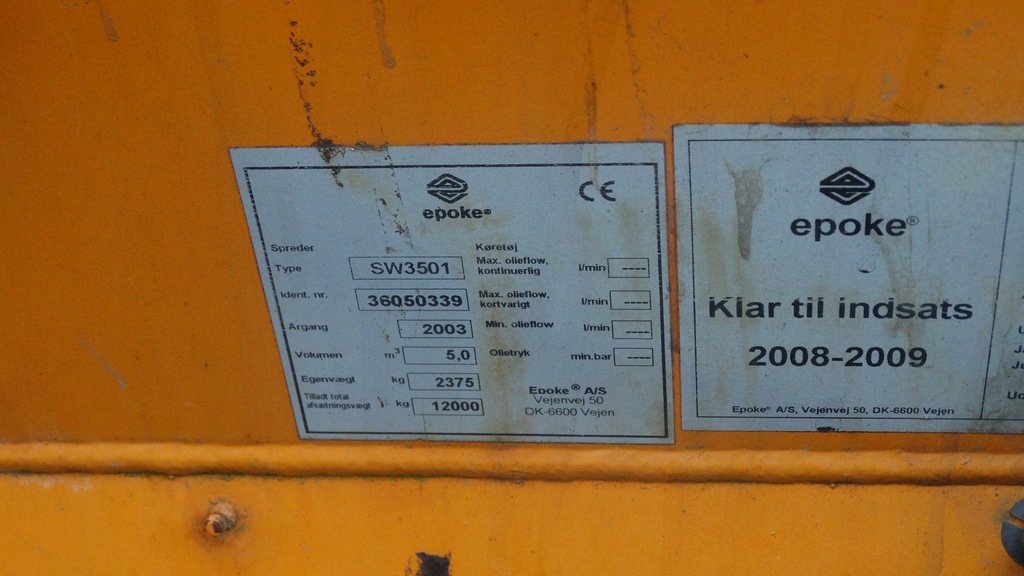 epoke®
CE
Spreder
Køretøj
Type SW3501
Max. olieflow, kontinuerlig l/min ----
Ident. nr. 36050339
Max. olieflow, kortvarigt l/min ----
Årgang 2003
Min. olieflow l/min ----
Volumen m³ 5,0
Olietryk min.bar ----
Egenvægt kg 2375
Tilladt total afsætningsvægt kg 12000
Epoke® A/S
Vejenvej 50
DK-6600 Vejen
epoke®
Klar til indsats
2008-2009
Epoke® A/S, Vejenvej 50, DK-6600 Vejen